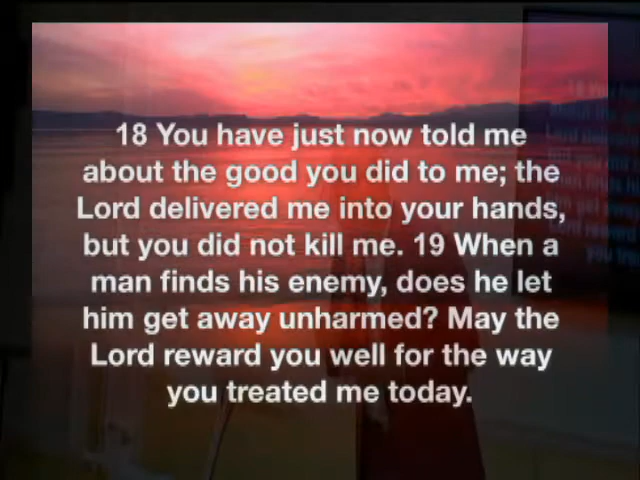 18 You have just now told me
about the good you did to me; the
Lord delivered me into your hands,
but you did not kill me. 19 When a
man finds his enemy, does he let
him get away unharmed? May the
Lord reward you well for the way
you treated me today.